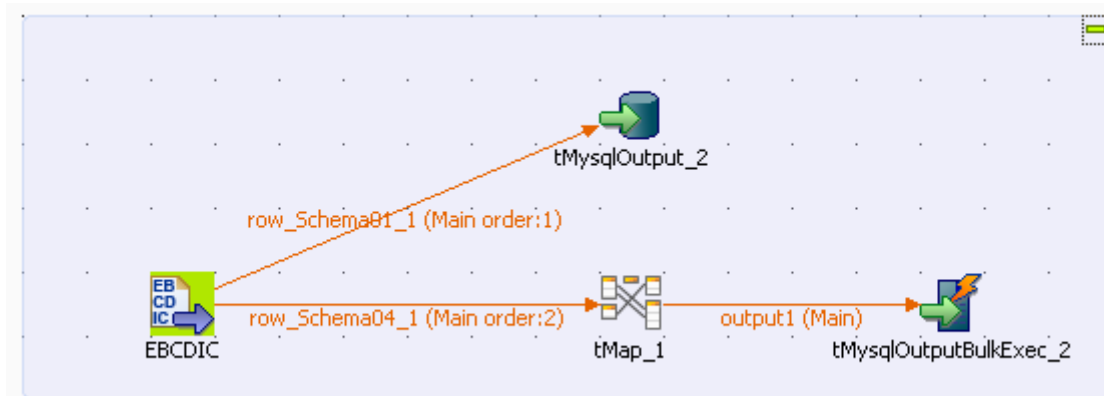 tMysqlOutput_2
row_Schema01_1 (Main order:1)
EB
CD
IC
row_Schema04_1 (Main order:2)
output1 (Main)
EBCDIC
tMap_1
tMysqlOutputBulkExec_2